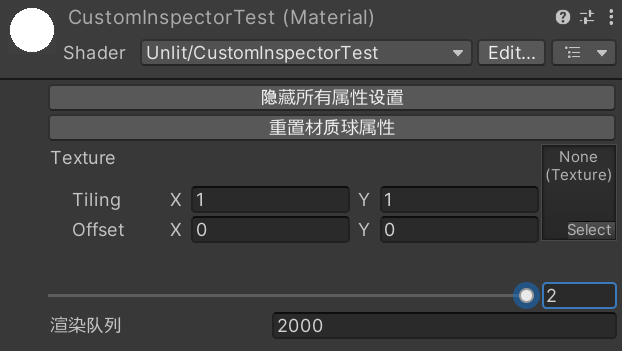 CustomInspectorTest (Material)
Shader Unlit/CustomInspectorTest Edit...
隐藏所有属性设置
重置材质球属性
Texture
None
(Texture)
Tiling X 1 Y 1
Offset X 0 Y 0
Select
2
渲染队列 2000